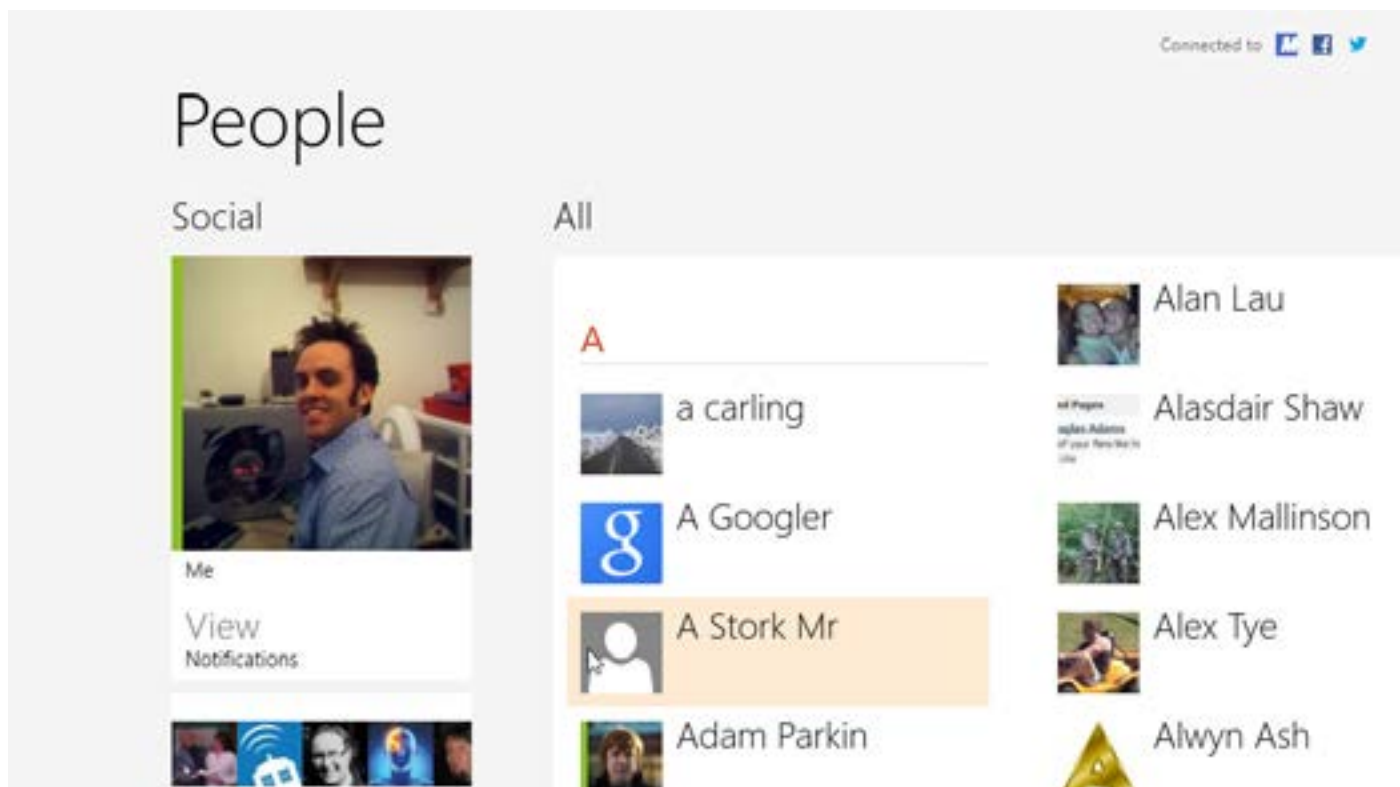 Connected to
People
Social
All
Me
View
Notifications
A
a carling
g
A Googler
A Stork Mr
Adam Parkin
Alan Lau
Alasdair Shaw
Alex Mallinson
Alex Tye
Alwyn Ash